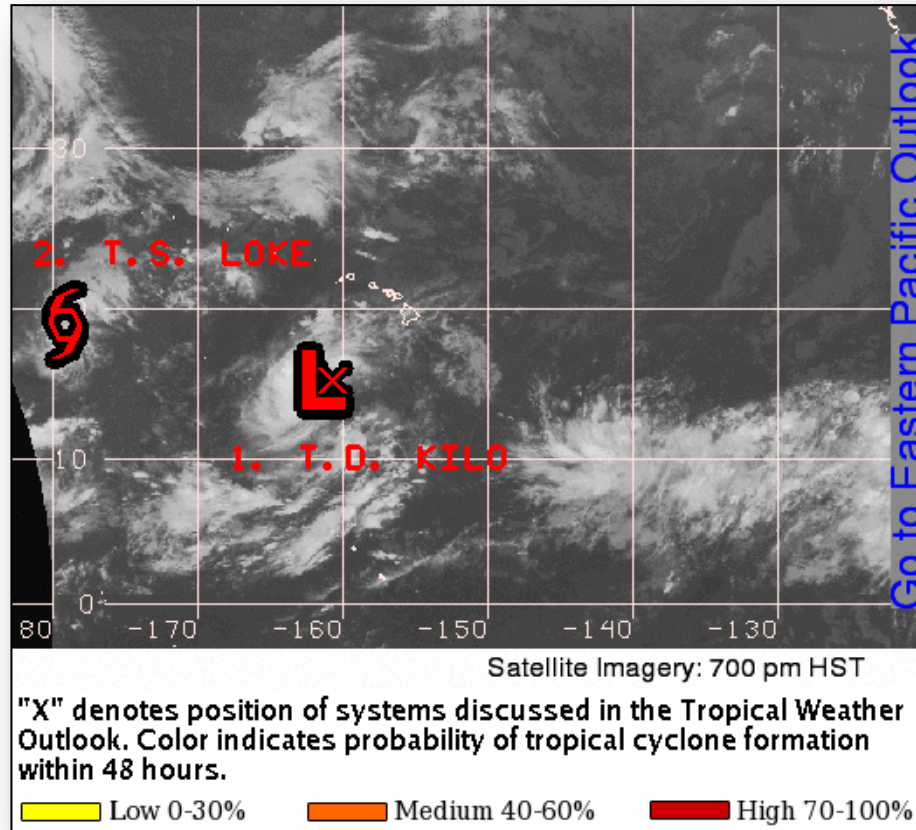 30
2. T.S. LOKE
1. T.D. KILO
10
0
80 -170 -160 -150 -140 -130
Go to Eastern Pacific Outlook
Satellite Imagery: 700 pm HST
"X" denotes position of systems discussed in the Tropical Weather
Outlook. Color indicates probability of tropical cyclone formation
within 48 hours.
Low 0-30% Medium 40-60% High 70-100%